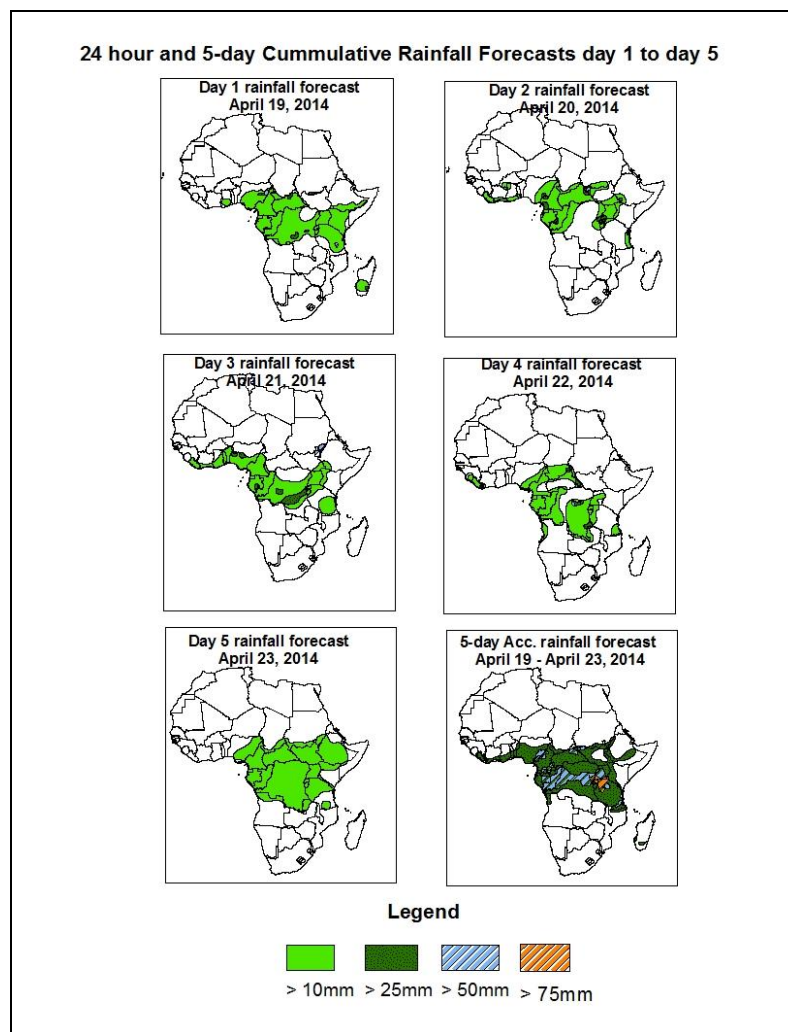 24 hour and 5-day Cummulative Rainfall Forecasts day 1 to day 5
Day 1 rainfall forecast
April 19, 2014
Day 2 rainfall forecast
April 20, 2014
Day 3 rainfall forecast
April 21, 2014
Day 4 rainfall forecast
April 22, 2014
Day 5 rainfall forecast
April 23, 2014
5-day Acc. rainfall forecast
April 19 - April 23, 2014
Legend
> 10mm > 25mm > 50mm > 75mm